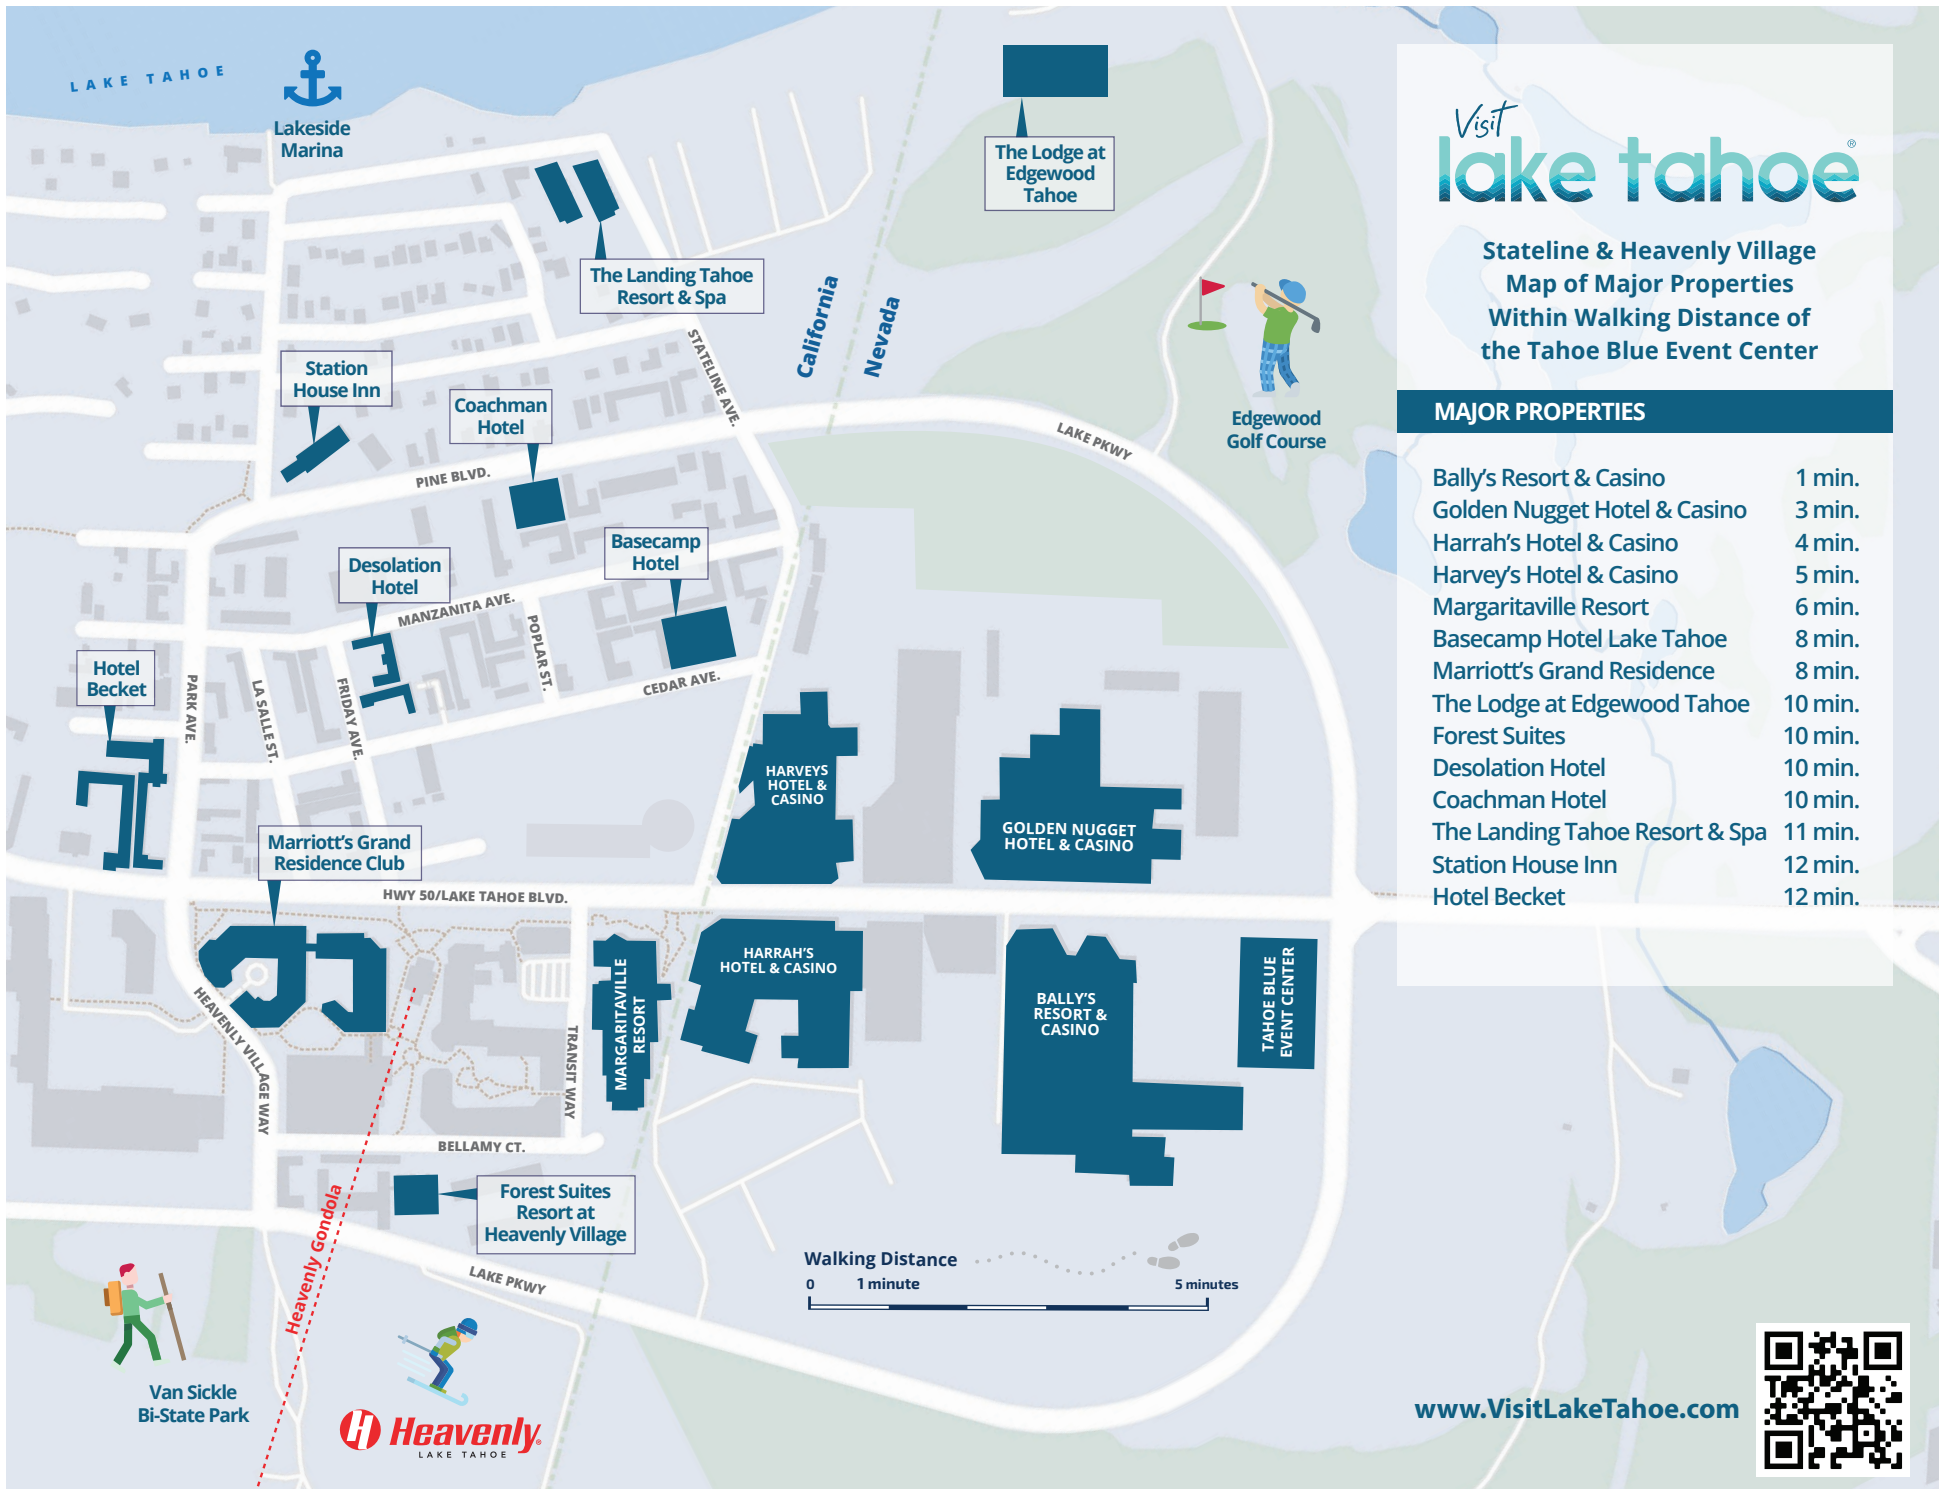 LAKE TAHOE
Lakeside
Marina
The Lodge at
Edgewood
Tahoe
The Landing Tahoe
Resort & Spa
California
Nevada
Station
House Inn
Coachman
Hotel
STATELINE AVE.
PINE BLVD.
LAKE PKWY
Edgewood
Golf Course
Desolation
Hotel
Basecamp
Hotel
MANZANITA AVE.
POPLAR ST.
Hotel
Becket
PARK AVE.
LA SALLE ST.
FRIDAY AVE.
CEDAR AVE.
HARVEYS
HOTEL &
CASINO
GOLDEN NUGGET
HOTEL & CASINO
Marriott's Grand
Residence Club
HWY 50/LAKE TAHOE BLVD.
HARRAH'S
HOTEL & CASINO
MARGARITAVILLE
RESORT
BALLY'S
RESORT &
CASINO
TAHOE BLUE
EVENT CENTER
HEAVENLY VILLAGE WAY
TRANSIT WAY
BELLAMY CT.
Forest Suites
Resort at
Heavenly Village
Heavenly Gondola
LAKE PKWY
Walking Distance
0 1 minute 5 minutes
Van Sickle
Bi-State Park
H Heavenly®
LAKE TAHOE
Visit
lake tahoe®
Stateline & Heavenly Village
Map of Major Properties
Within Walking Distance of
the Tahoe Blue Event Center
MAJOR PROPERTIES
Bally's Resort & Casino 1 min.
Golden Nugget Hotel & Casino 3 min.
Harrah's Hotel & Casino 4 min.
Harvey's Hotel & Casino 5 min.
Margaritaville Resort 6 min.
Basecamp Hotel Lake Tahoe 8 min.
Marriott's Grand Residence 8 min.
The Lodge at Edgewood Tahoe 10 min.
Forest Suites 10 min.
Desolation Hotel 10 min.
Coachman Hotel 10 min.
The Landing Tahoe Resort & Spa 11 min.
Station House Inn 12 min.
Hotel Becket 12 min.
www.VisitLakeTahoe.com